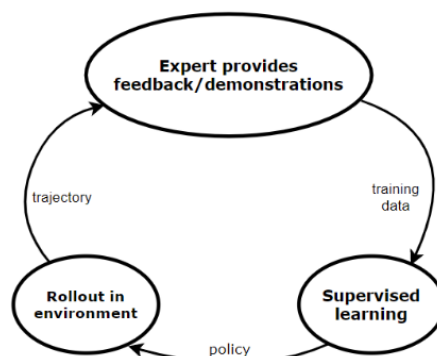 Expert provides
feedback/demonstrations
trajectory
training
data
Rollout in
environment
Supervised
learning
policy